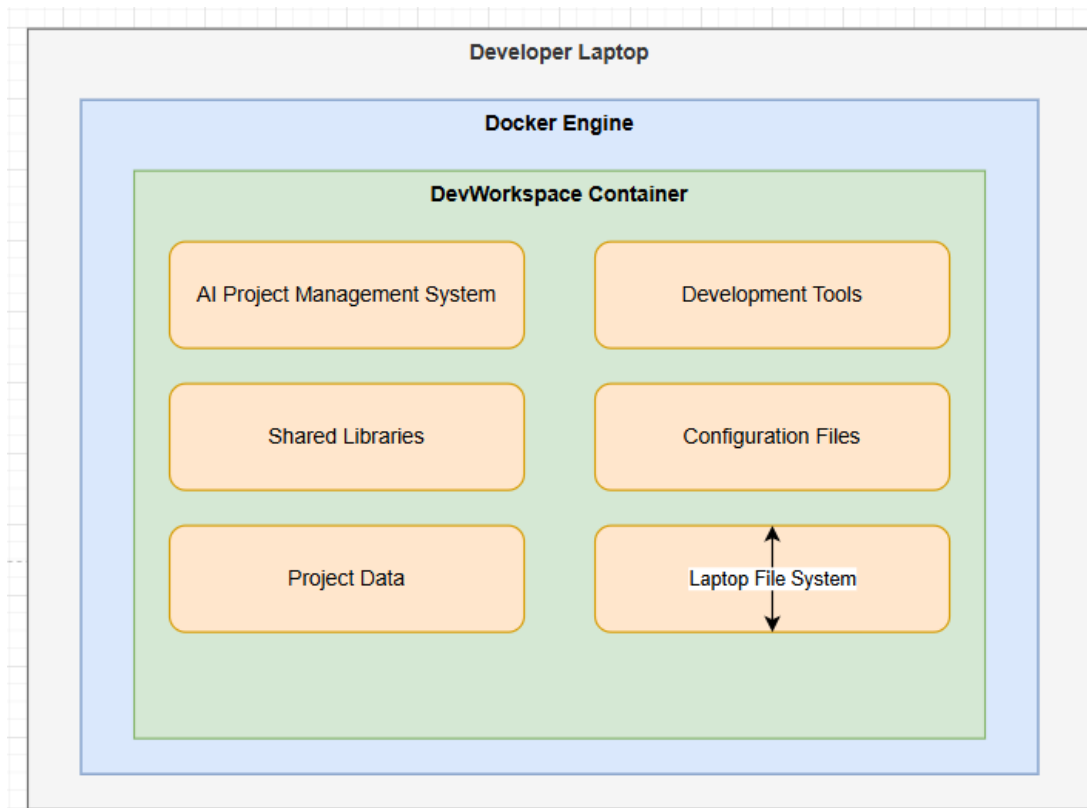 Developer Laptop
Docker Engine
DevWorkspace Container
AI Project Management System
Development Tools
Shared Libraries
Configuration Files
Project Data
Laptop File System